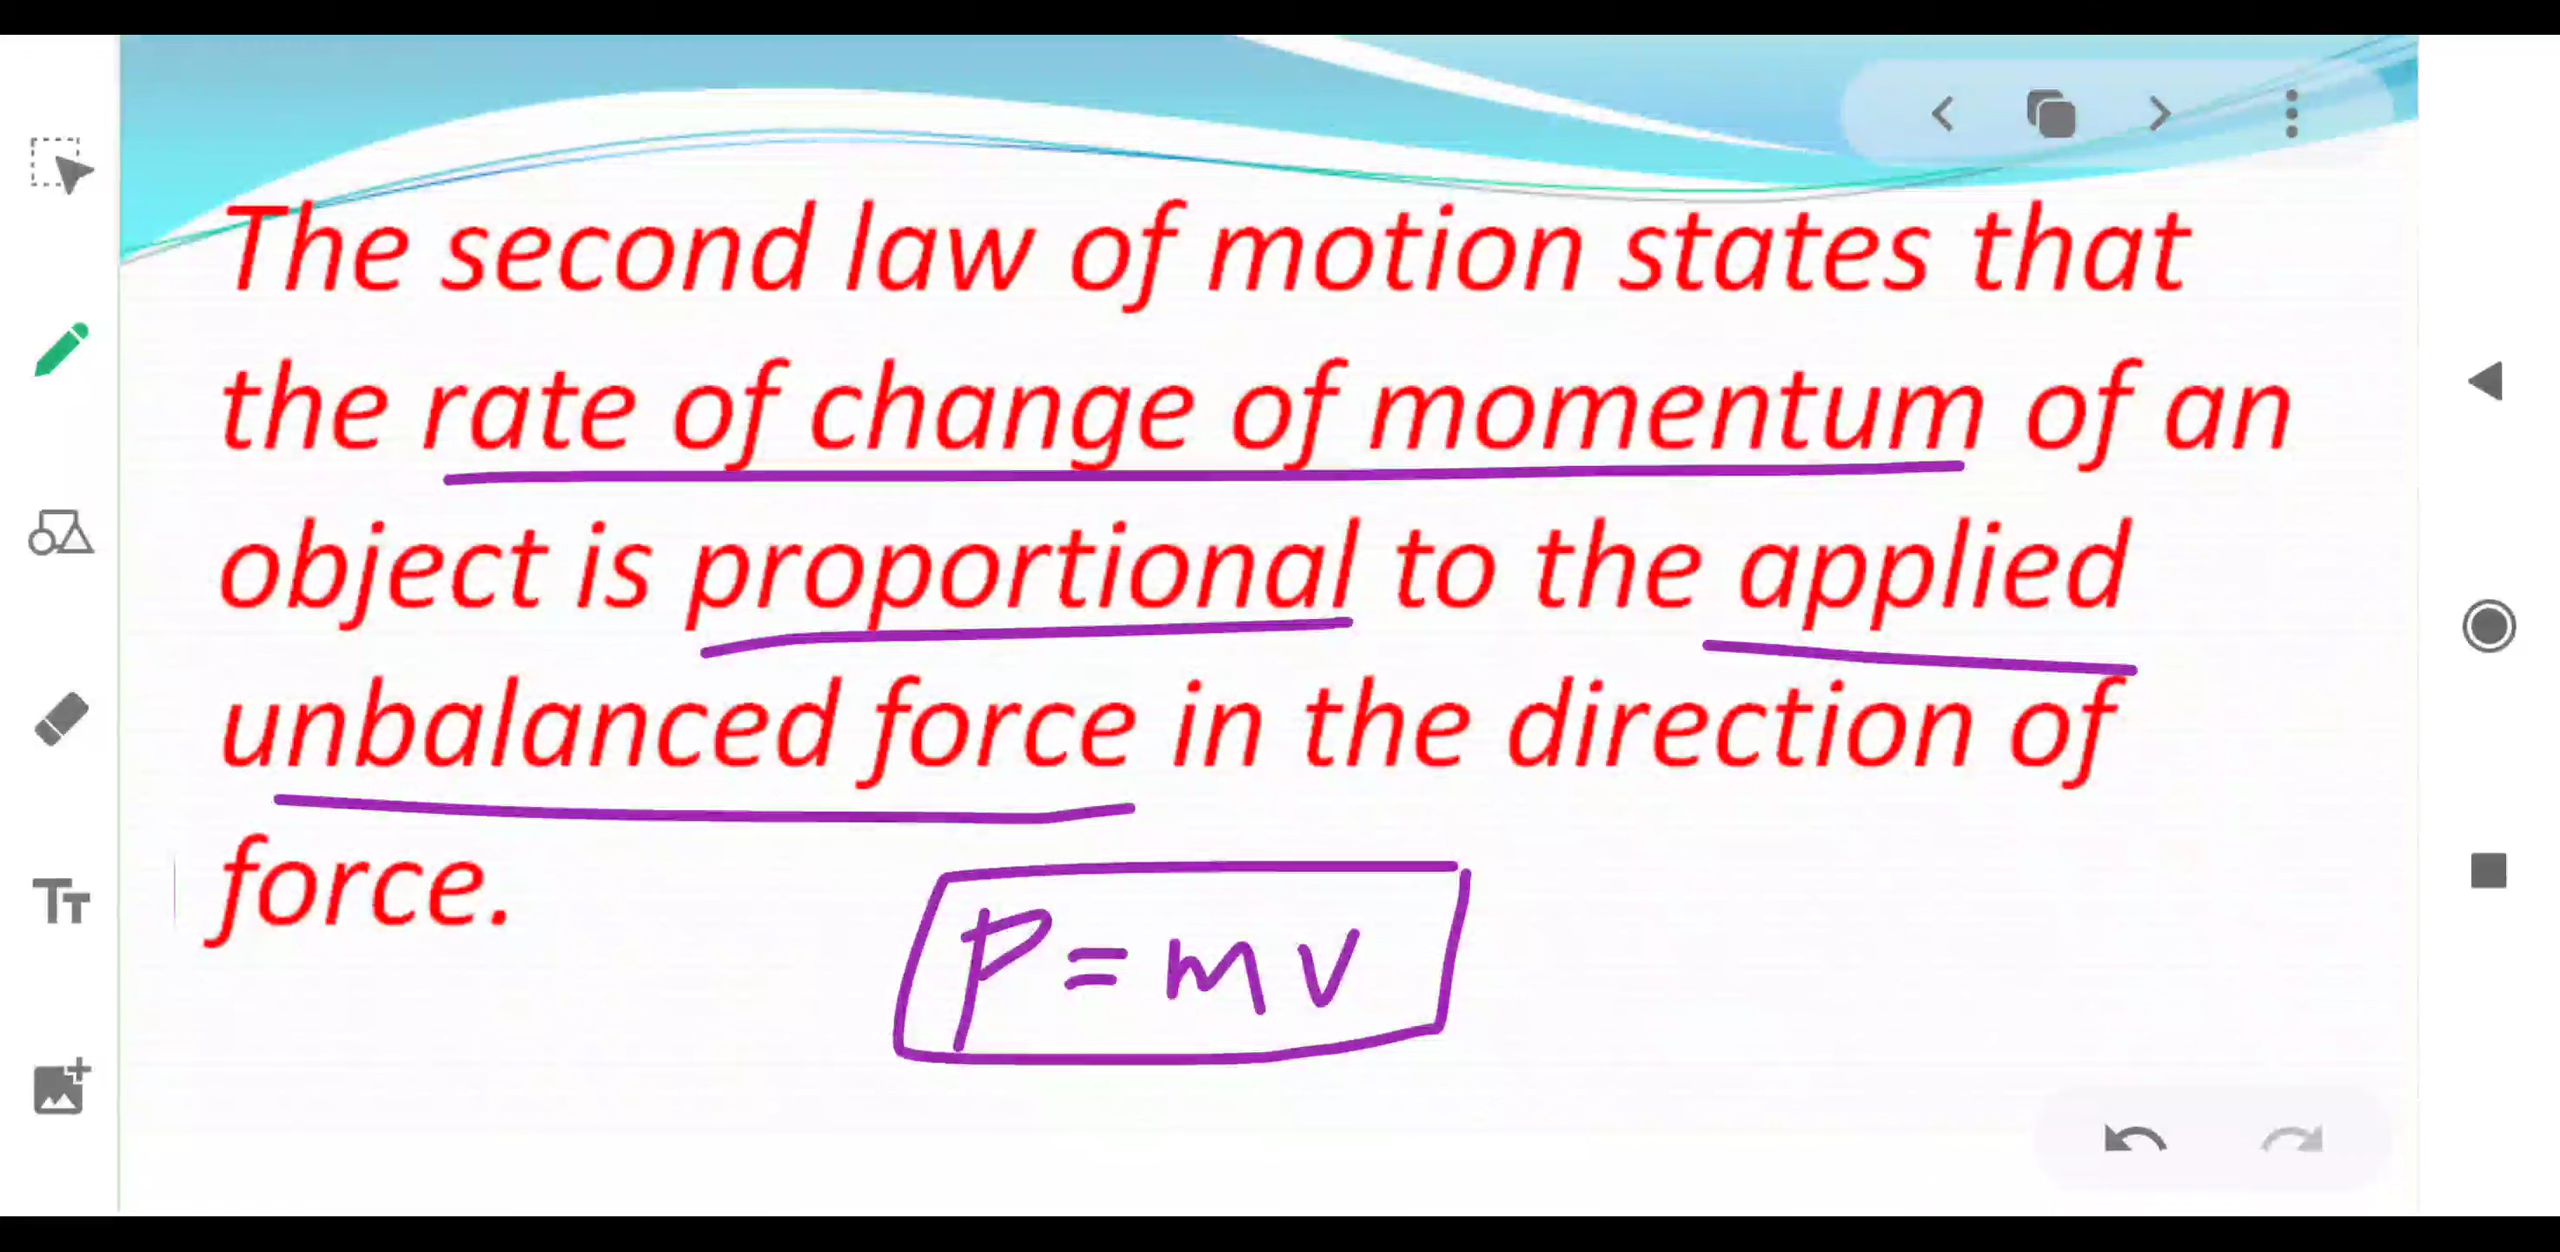 The second law of motion states that
the rate of change of momentum of an
object is proportional to the applied
unbalanced force in the direction of
force.
P = mv
TT